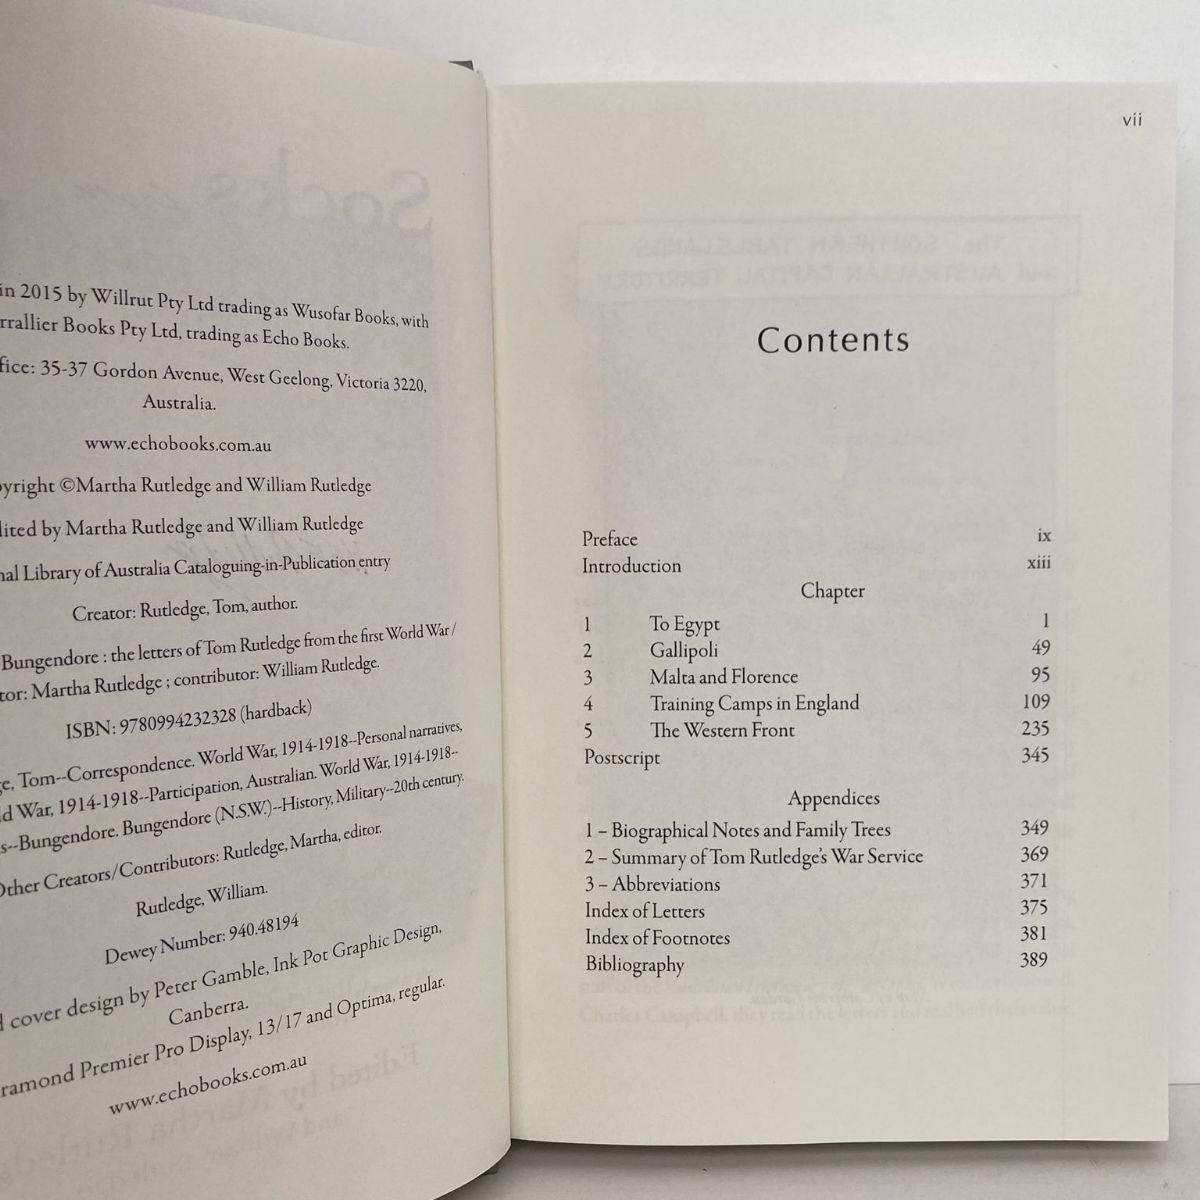 in 2015 by Willrut Pty Ltd trading as Wusofar Books, with
Books Pty Ltd, trading as Echo Books.
35-37 Gordon Avenue, West Geelong, Victoria 3220,
Australia.
www.echobooks.com.au
©Martha Rutledge and William Rutledge
by Martha Rutledge and William Rutledge
Library of Australia Cataloguing-in-Publication entry
Creator: Rutledge, Tom, author.
Bungendore : the letters of Tom Rutledge from the first World War /
Martha Rutledge ; contributor: William Rutledge.
ISBN: 9780994232328 (hardback)
Tom--Correspondence. World War, 1914-1918--Personal narratives,
War, 1914-1918--Participation, Australian. World War, 1914-1918--
--Bungendore. Bungendore (N.S.W.)--History, Military--20th century.
Other Creators/Contributors: Rutledge, Martha, editor.
Rutledge, William.
Dewey Number: 940.48194
cover design by Peter Gamble, Ink Pot Graphic Design,
Canberra.
Premier Pro Display, 13/17 and Optima, regular.
www.echobooks.com.au
vii
Contents
Preface ix
Introduction xiii
Chapter
1 To Egypt 1
2 Gallipoli 49
3 Malta and Florence 95
4 Training Camps in England 109
5 The Western Front 235
Postscript 345
Appendices
1 – Biographical Notes and Family Trees 349
2 – Summary of Tom Rutledge's War Service 369
3 – Abbreviations 371
Index of Letters 375
Index of Footnotes 381
Bibliography 389